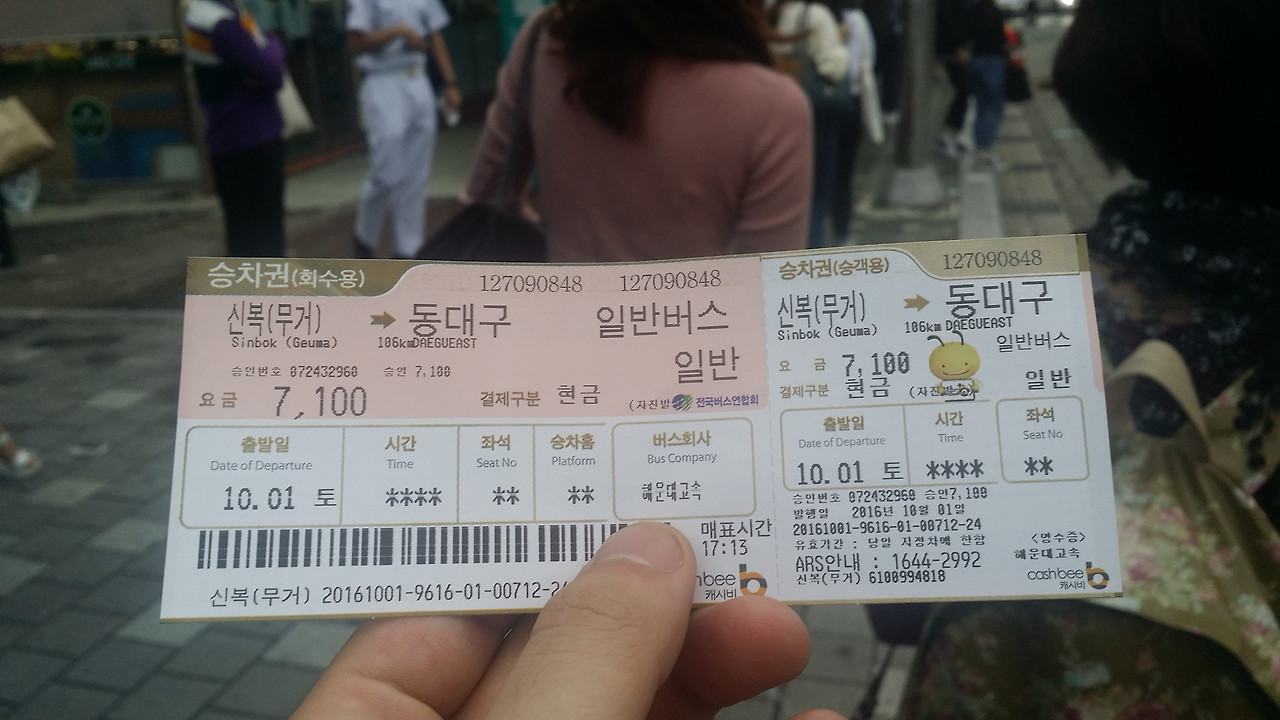 승차권(회수용) 127090848 127090848
신복(무거) 동대구 일반버스
Sinbok (Geuma) 106km DAEGUEAST
일반
승인번호 072432960 승인 7,100
요 금 7,100 결제구분 현금 (자진발 전국버스연합회
출발일 시간 좌석 승차홈 버스회사
Date of Departure Time Seat No Platform Bus Company
10.01 토 **** ** ** 해운대고속
매표시간
17:13
신복(무거) 20161001-9616-01-00712-2
hbee
캐시비
승차권(승객용) 127090848
신복(무거) 동대구
Sinbok (Geuma) 106km DAEGUEAST
일반버스
요 금 7,100
결제구분 현금 (자진발 일반
출발일 시간 좌석
Date of Departure Time Seat No
10.01 토 **** **
승인번호 072432960 승인7,100
발행일 2016년 10월 01일
20161001-9616-01-00712-24
유효기간 : 당일 지정차에 한함 <영수증>
ARS안내 : 1644-2992 해운대고속
신복(무거) 6100994818
cashbee
캐시비